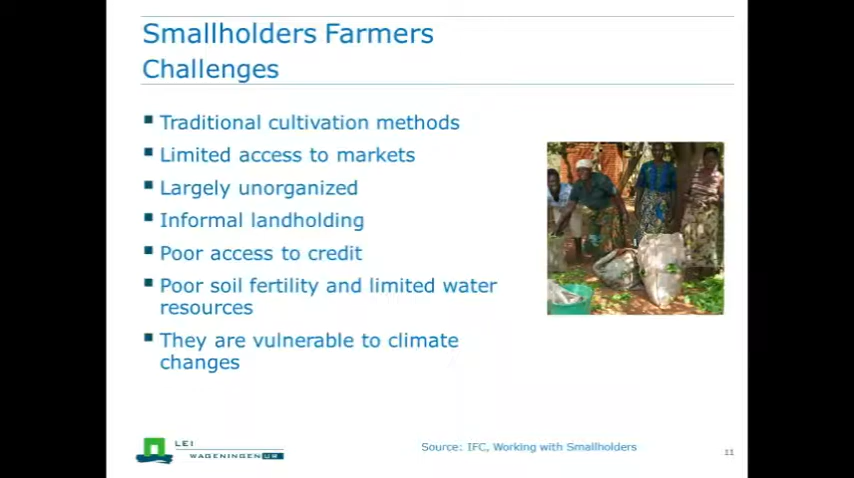 Smallholders Farmers
Challenges
Traditional cultivation methods
Limited access to markets
Largely unorganized
Informal landholding
Poor access to credit
Poor soil fertility and limited water
resources
They are vulnerable to climate
changes
LEI
WAGENINGEN UR
Source: IFC, Working with Smallholders
11